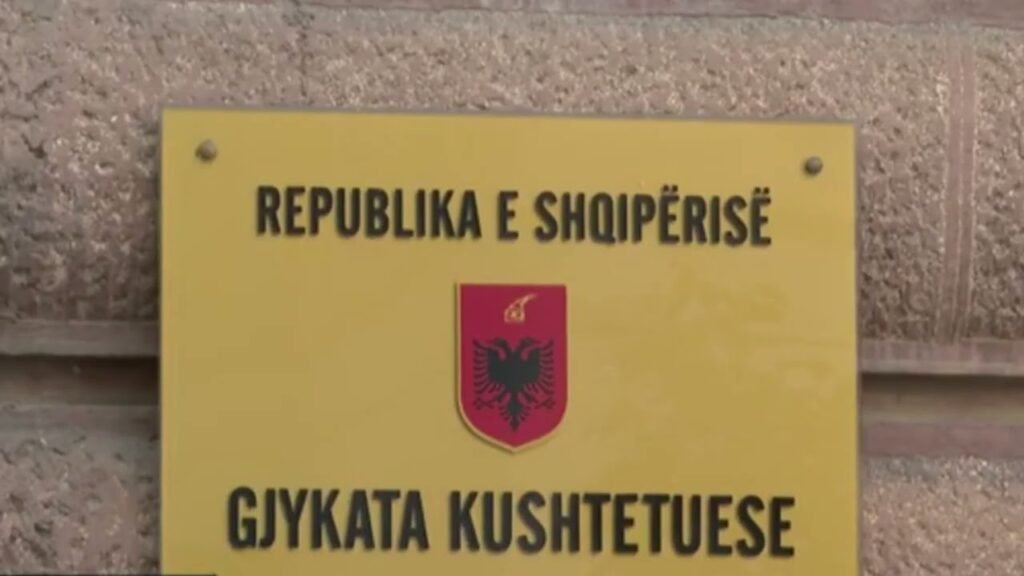 REPUBLIKA E SHQIPËRISË
GJYKATA KUSHTETUESE